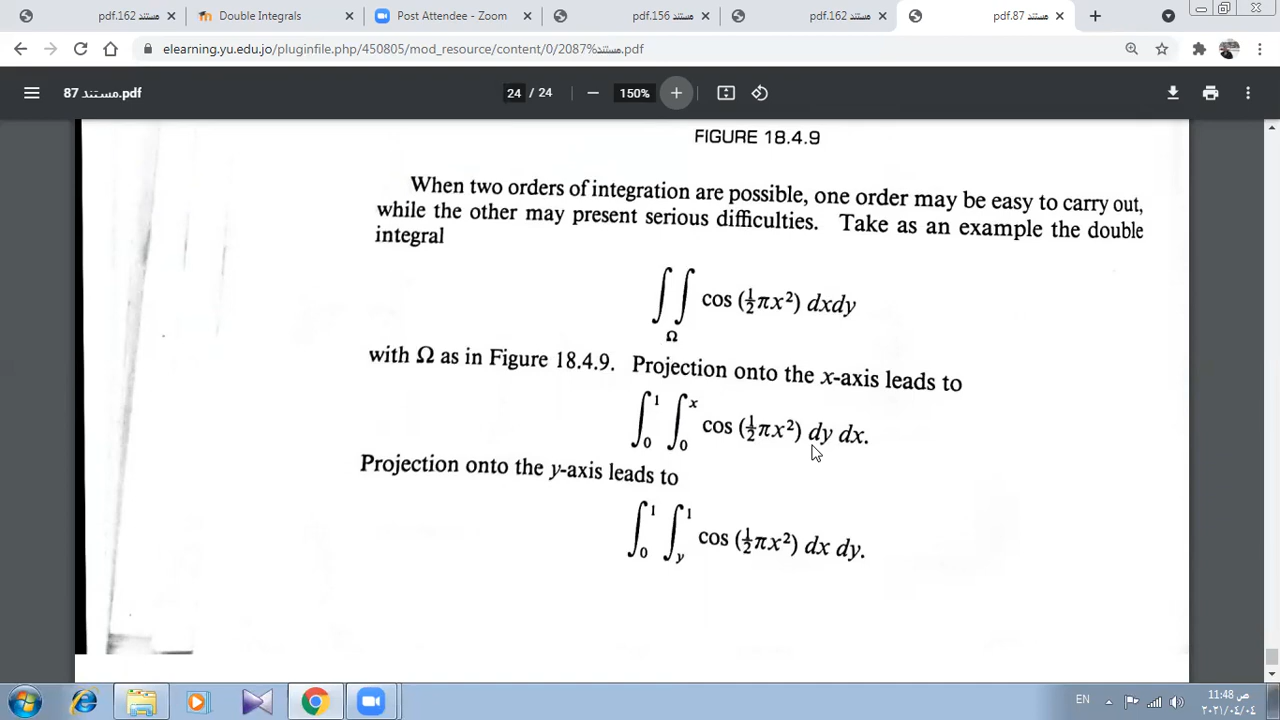 مستند 162.pdf
Double Integrals
Post Attendee - Zoom
مستند 156.pdf
مستند 162.pdf
مستند 87.pdf
elearning.yu.edu.jo/pluginfile.php/450805/mod_resource/content/0/2087%مستند.pdf
مستند 87.pdf
24 / 24
150%
FIGURE 18.4.9
When two orders of integration are possible, one order may be easy to carry out,
while the other may present serious difficulties. Take as an example the double
integral
∫∫_Ω cos (½πx²) dxdy
with Ω as in Figure 18.4.9. Projection onto the x-axis leads to
∫₀¹ ∫₀ˣ cos (½πx²) dy dx.
Projection onto the y-axis leads to
∫₀¹ ∫_y¹ cos (½πx²) dx dy.
EN
11:48 ص
٢٠٢١/٠٤/٠٤